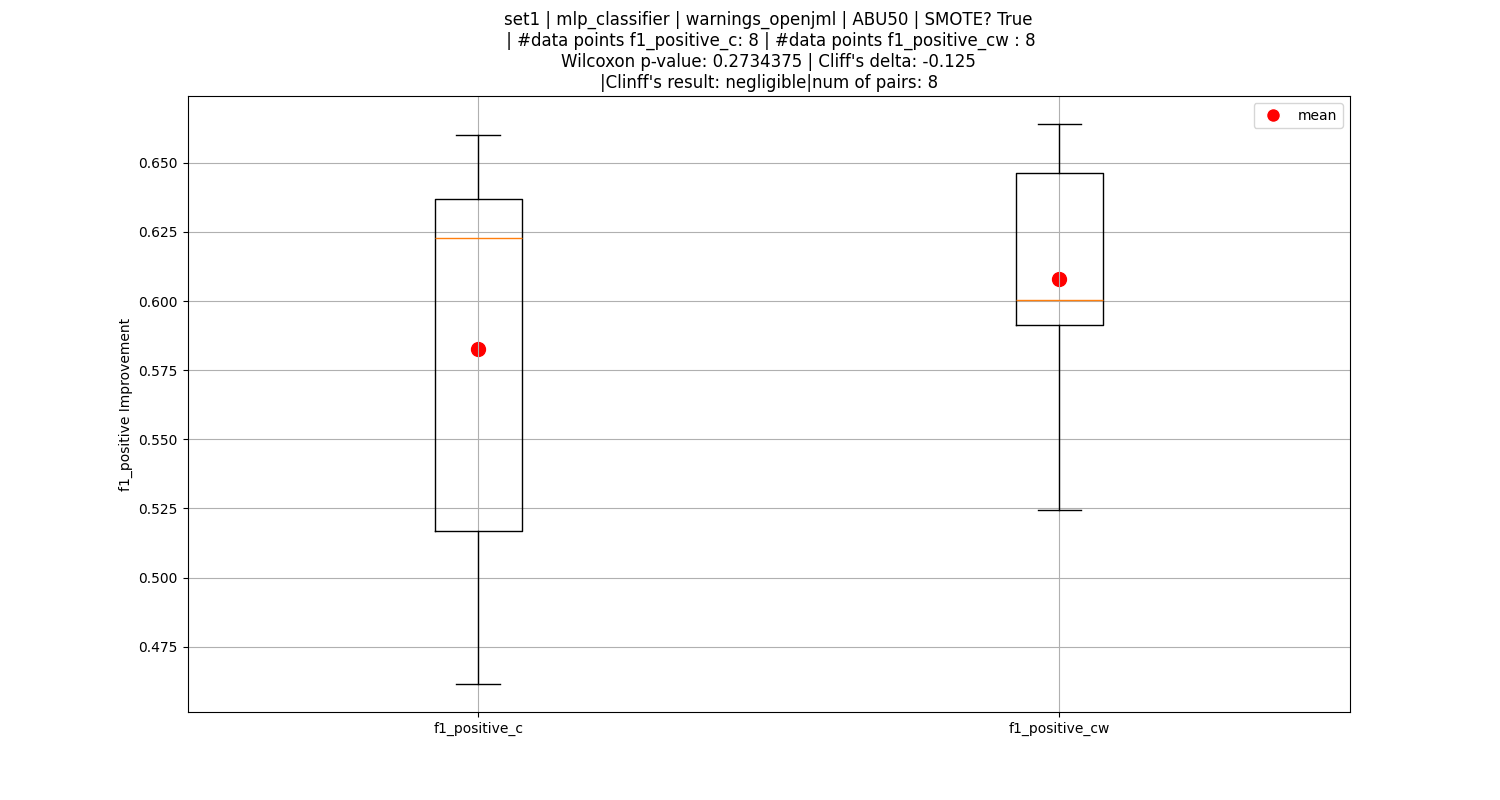 set1 | mlp_classifier | warnings_openjml | ABU50 | SMOTE? True
| #data points f1_positive_c: 8 | #data points f1_positive_cw : 8
Wilcoxon p-value: 0.2734375 | Cliff's delta: -0.125
|Clinff's result: negligible|num of pairs: 8
mean
0.650
0.625
0.600
0.575
0.550
0.525
0.500
0.475
f1_positive Improvement
f1_positive_c
f1_positive_cw